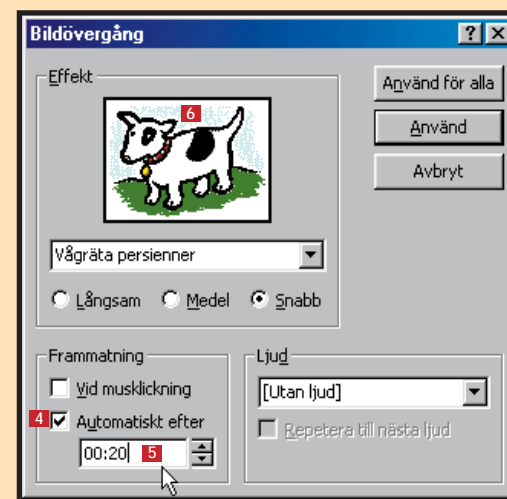 Bildövergång
Effekt
6
Använd för alla
Använd
Avbryt
Vågräta persienner
Långsam Medel Snabb
Frammatning
Vid musklickning
4 Automatiskt efter
00:20 5
Ljud
[Utan ljud]
Repetera till nästa ljud